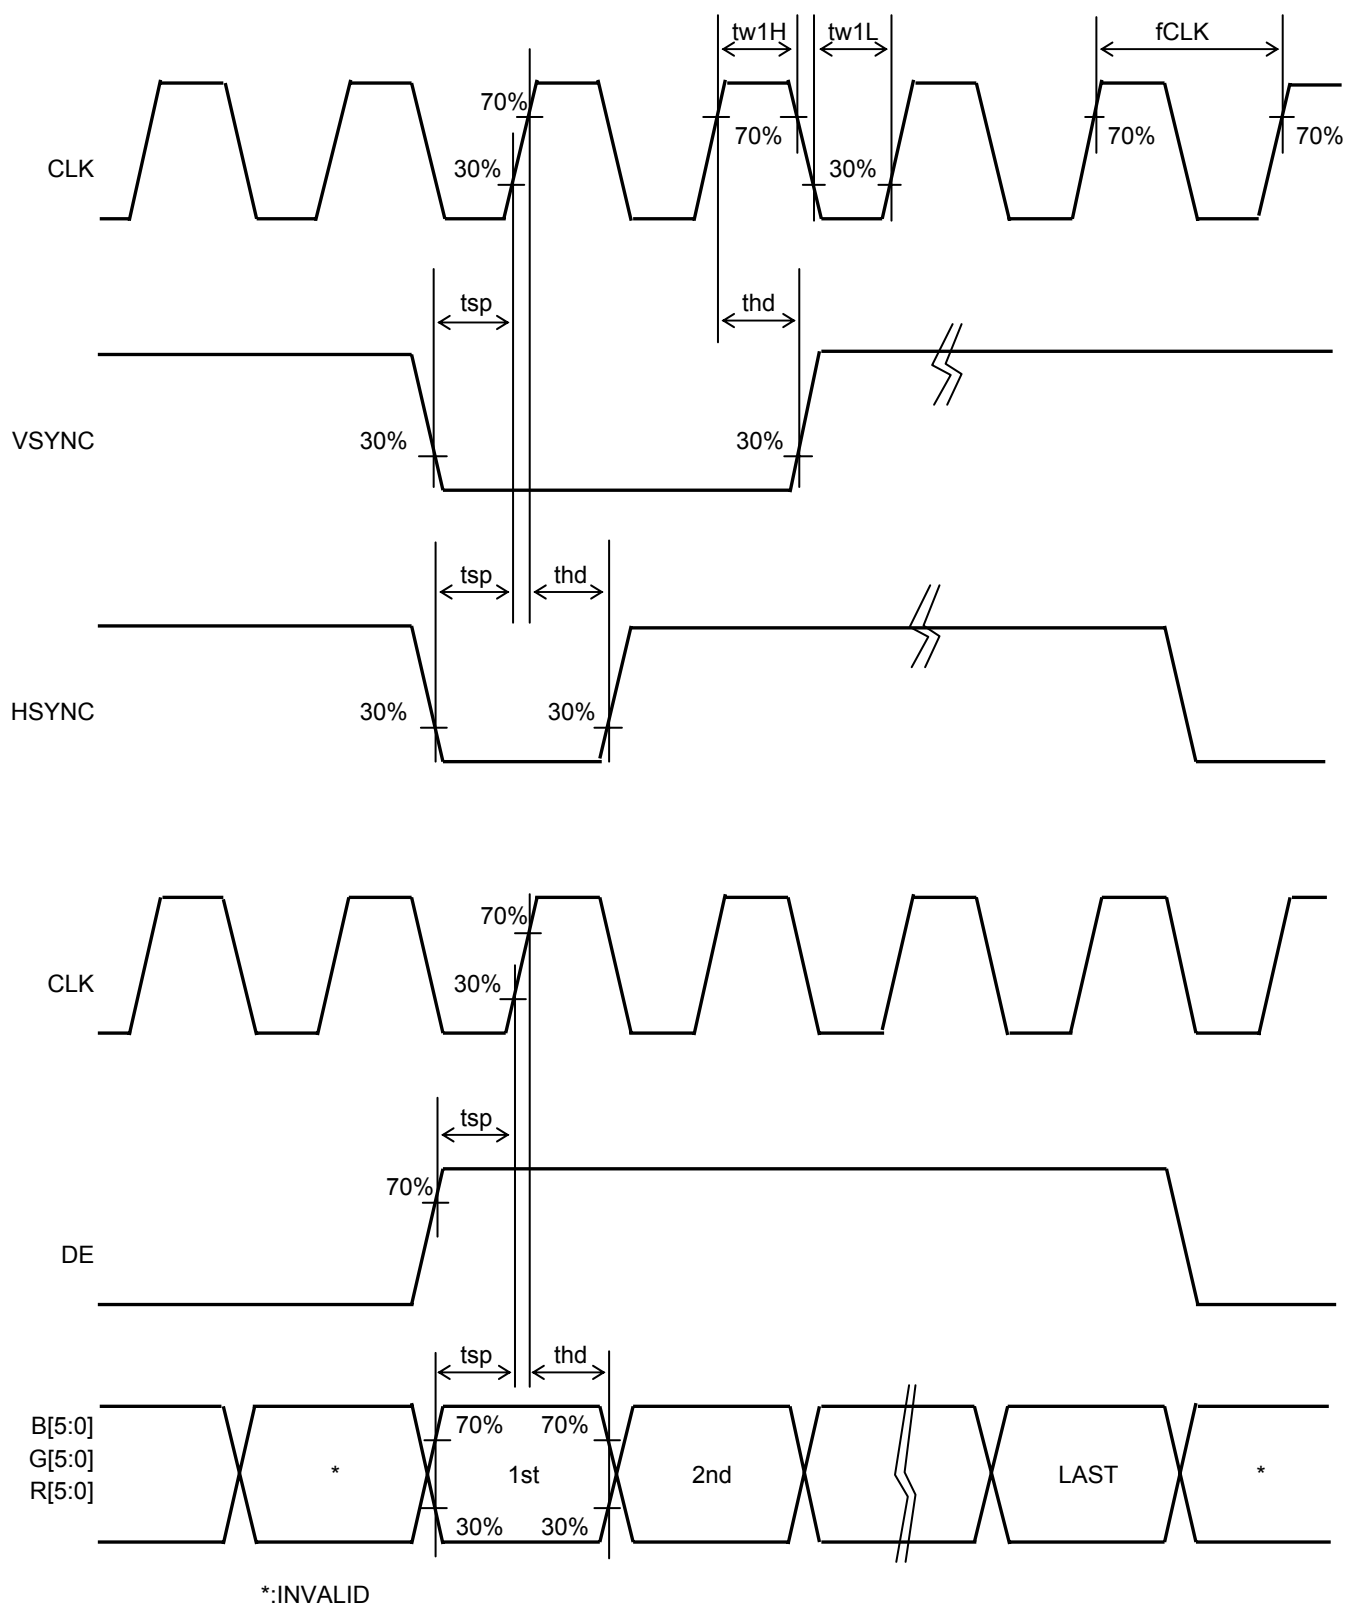 tw1H tw1L fCLK
70% 70% 70% 70%
CLK 30% 30%
tsp thd
VSYNC 30% 30%
tsp thd
HSYNC 30% 30%
70%
CLK 30%
tsp
70%
DE
tsp thd
B[5:0] 70% 70%
G[5:0]
* 1st 2nd LAST *
R[5:0]
30% 30%
*:INVALID